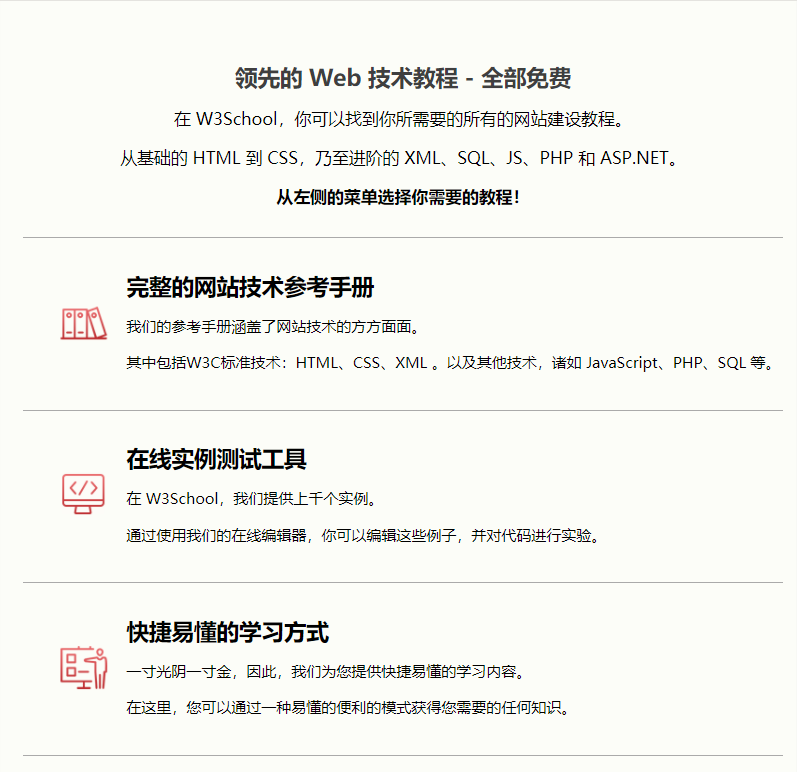 领先的 Web 技术教程 - 全部免费
在 W3School，你可以找到你所需要的所有的网站建设教程。
从基础的 HTML 到 CSS，乃至进阶的 XML、SQL、JS、PHP 和 ASP.NET。
从左侧的菜单选择你需要的教程！
完整的网站技术参考手册
我们的参考手册涵盖了网站技术的方方面面。
其中包括W3C标准技术：HTML、CSS、XML 。以及其他技术，诸如 JavaScript、PHP、SQL 等。
在线实例测试工具
在 W3School，我们提供上千个实例。
通过使用我们的在线编辑器，你可以编辑这些例子，并对代码进行实验。
快捷易懂的学习方式
一寸光阴一寸金，因此，我们为您提供快捷易懂的学习内容。
在这里，您可以通过一种易懂的便利的模式获得您需要的任何知识。